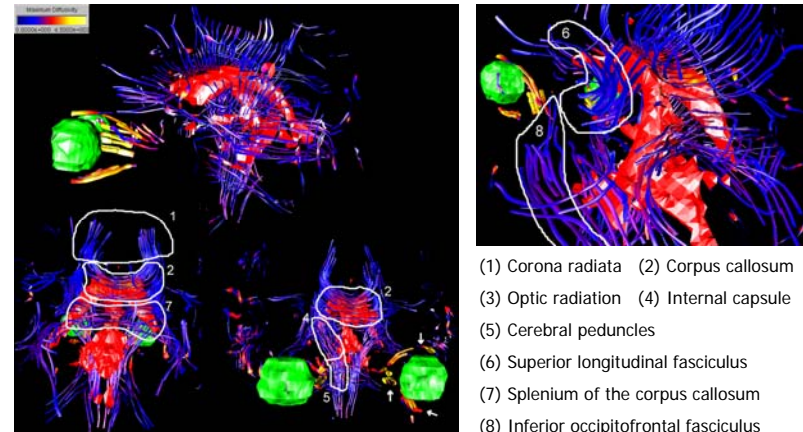 Maximum Diffusivity
6
8
1
2
7
2
4
5
(1) Corona radiata (2) Corpus callosum
(3) Optic radiation (4) Internal capsule
(5) Cerebral peduncles
(6) Superior longitudinal fasciculus
(7) Splenium of the corpus callosum
(8) Inferior occipitofrontal fasciculus